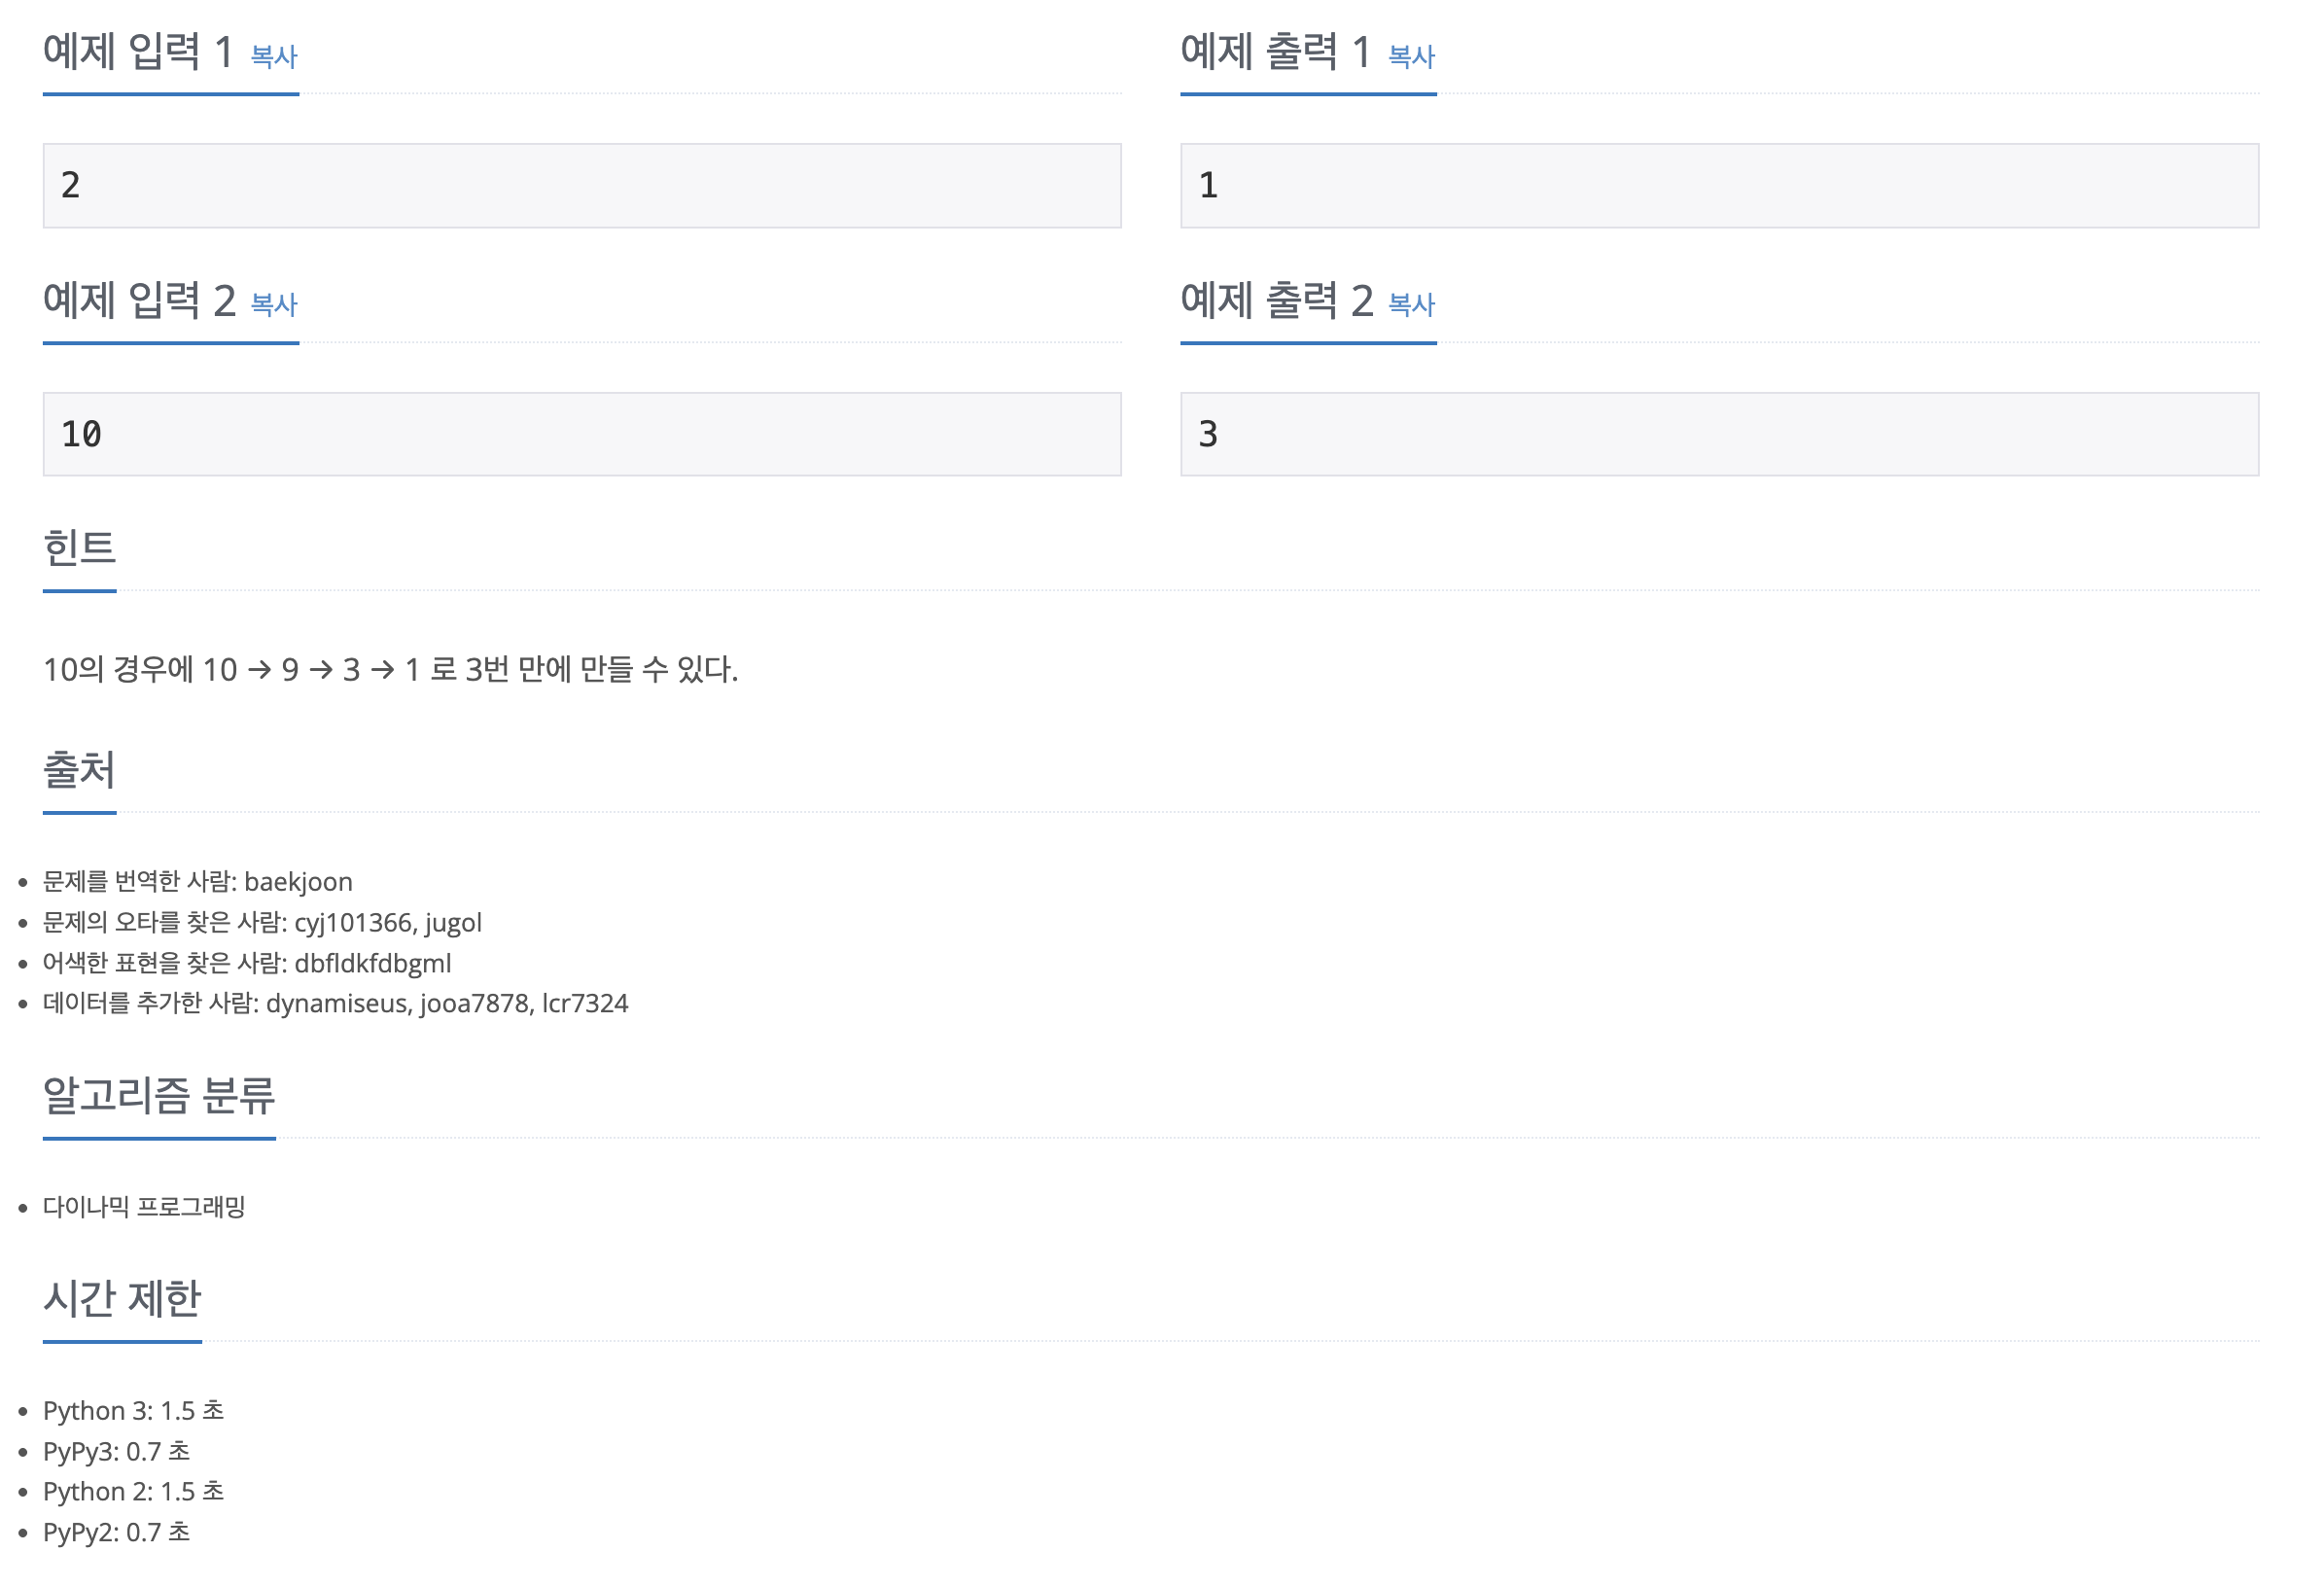 예제 입력 1 복사
예제 출력 1 복사
2
1
예제 입력 2 복사
예제 출력 2 복사
10
3
힌트
10의 경우에 10 → 9 → 3 → 1 로 3번 만에 만들 수 있다.
출처
문제를 번역한 사람: baekjoon
문제의 오타를 찾은 사람: cyj101366, jugol
어색한 표현을 찾은 사람: dbfldkfdbgml
데이터를 추가한 사람: dynamiseus, jooa7878, lcr7324
알고리즘 분류
다이나믹 프로그래밍
시간 제한
Python 3: 1.5 초
PyPy3: 0.7 초
Python 2: 1.5 초
PyPy2: 0.7 초